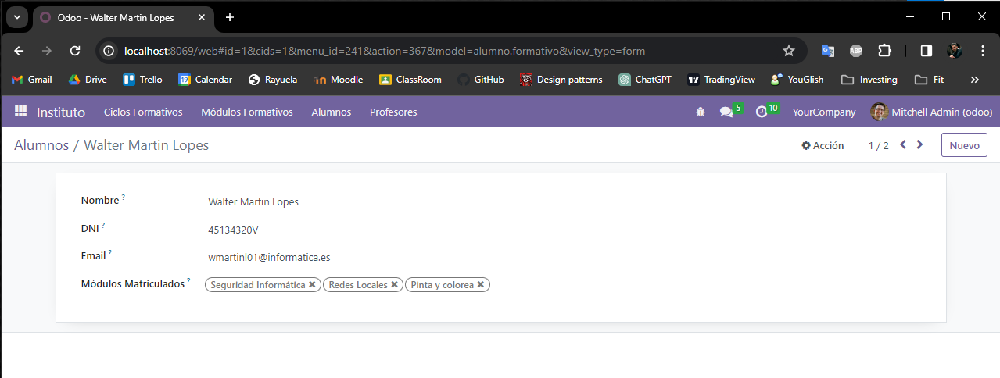 Odoo - Walter Martin Lopes
localhost:8069/web#id=1&cids=1&menu_id=241&action=367&model=alumno.formativo&view_type=form
ABP
Gmail Drive Trello 19 Calendar Rayuela Moodle ClassRoom GitHub Design patterns ChatGPT TradingView YouGlish Investing Fit »
Instituto Ciclos Formativos Módulos Formativos Alumnos Profesores 5 10 YourCompany Mitchell Admin (odoo)
Alumnos / Walter Martin Lopes Acción 1 / 2 Nuevo
Nombre ? Walter Martin Lopes
DNI ? 45134320V
Email ? wmartinl01@informatica.es
Módulos Matriculados ? Seguridad Informática ✖ Redes Locales ✖ Pinta y colorea ✖